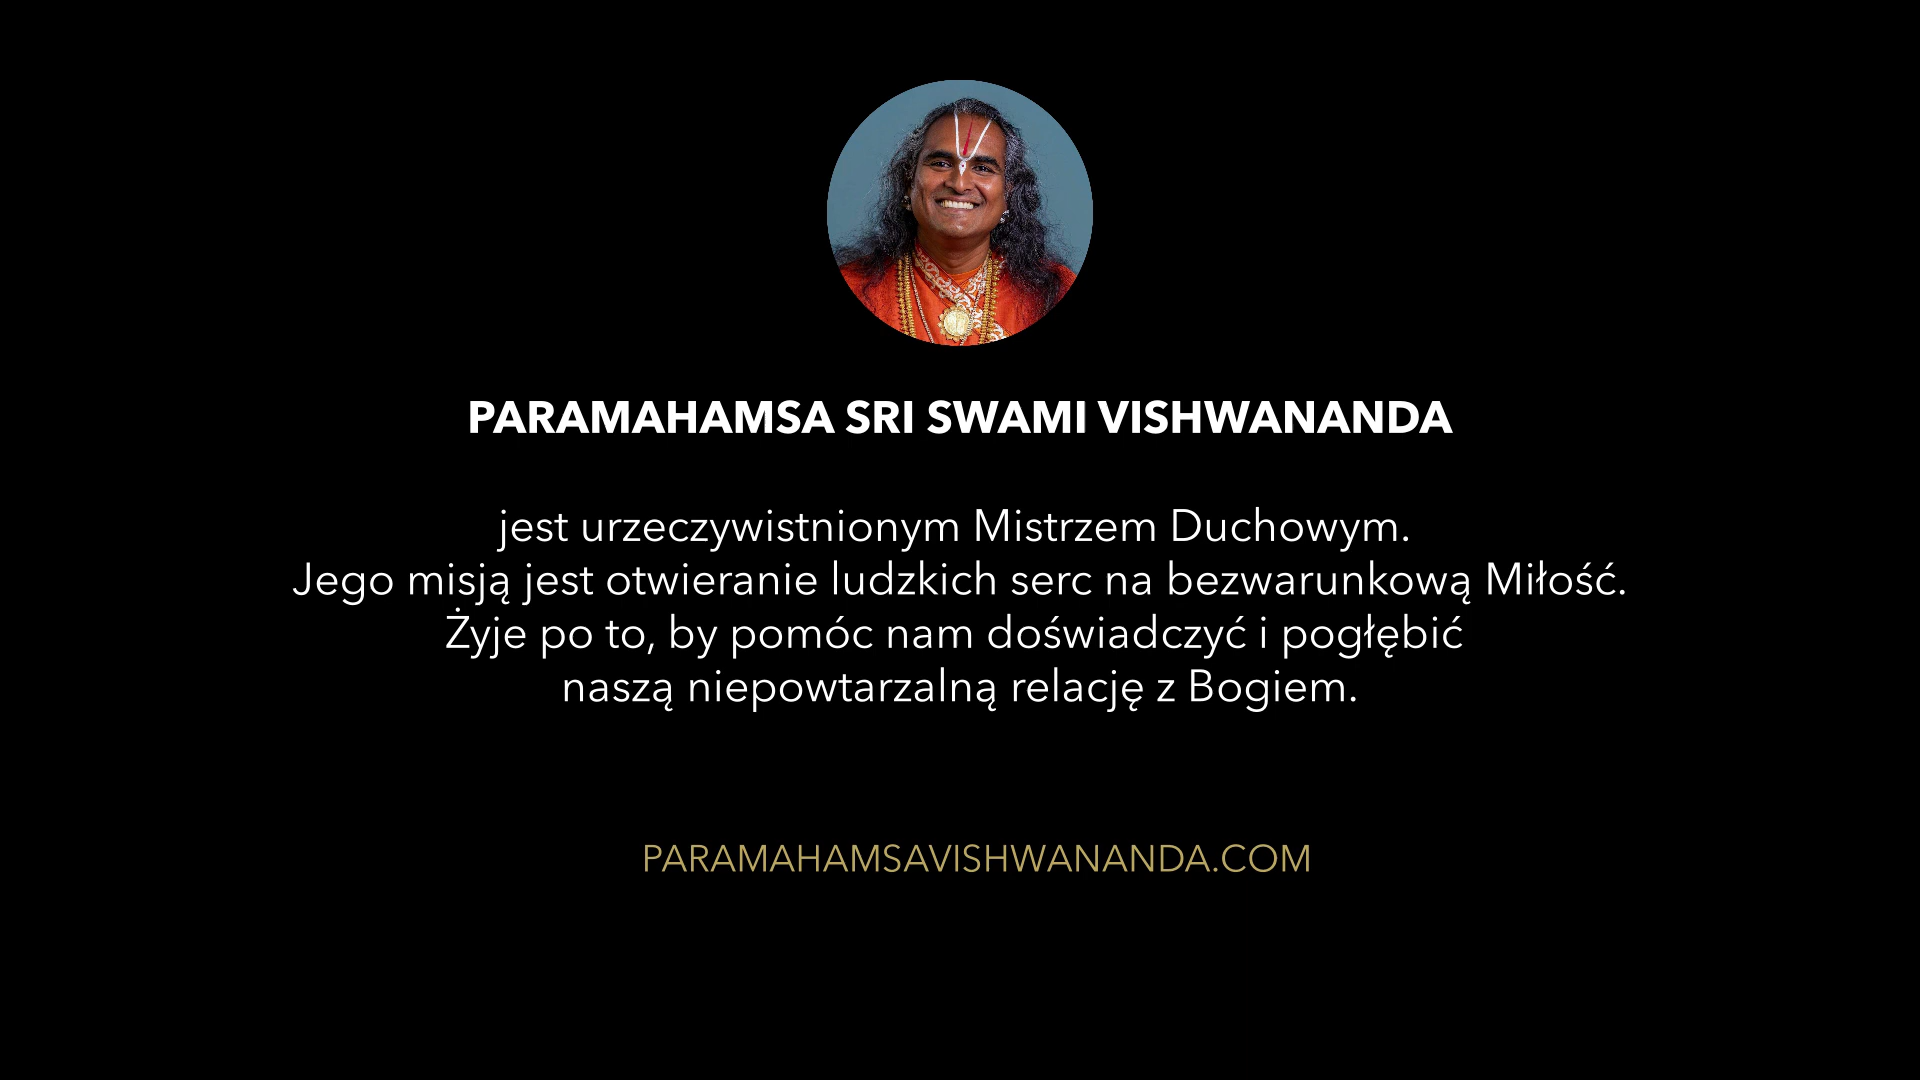 PARAMAHAMSA SRI SWAMI VISHWANANDA
jest urzeczywistnionym Mistrzem Duchowym.
Jego misją jest otwieranie ludzkich serc na bezwarunkową Miłość.
Żyje po to, by pomóc nam doświadczyć i pogłębić
naszą niepowtarzalną relację z Bogiem.
PARAMAHAMSAVISHWANANDA.COM